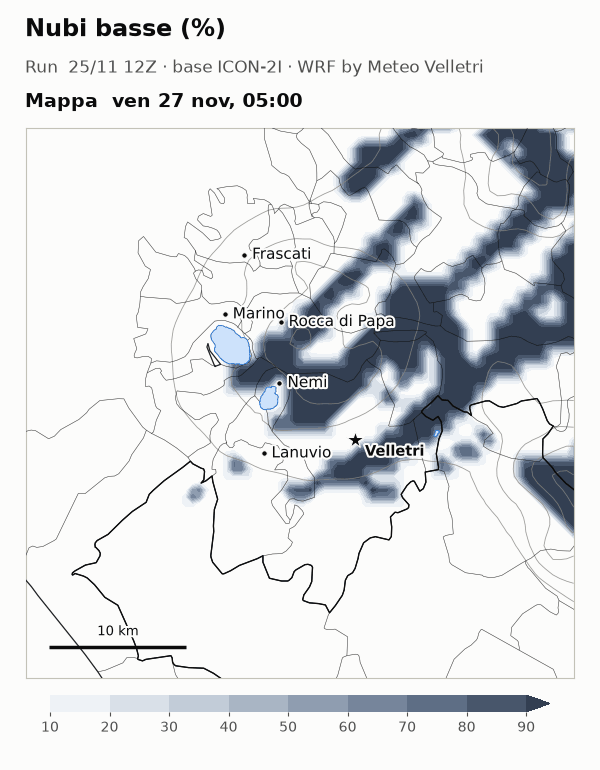 Nubi basse (%)
Run  25/11 12Z · base ICON-2I · WRF by Meteo Velletri
Mappa  ven 27 nov, 05:00
Frascati
Marino
Rocca di Papa
Nemi
Velletri
Lanuvio
10 km
10 20 30 40 50 60 70 80 90